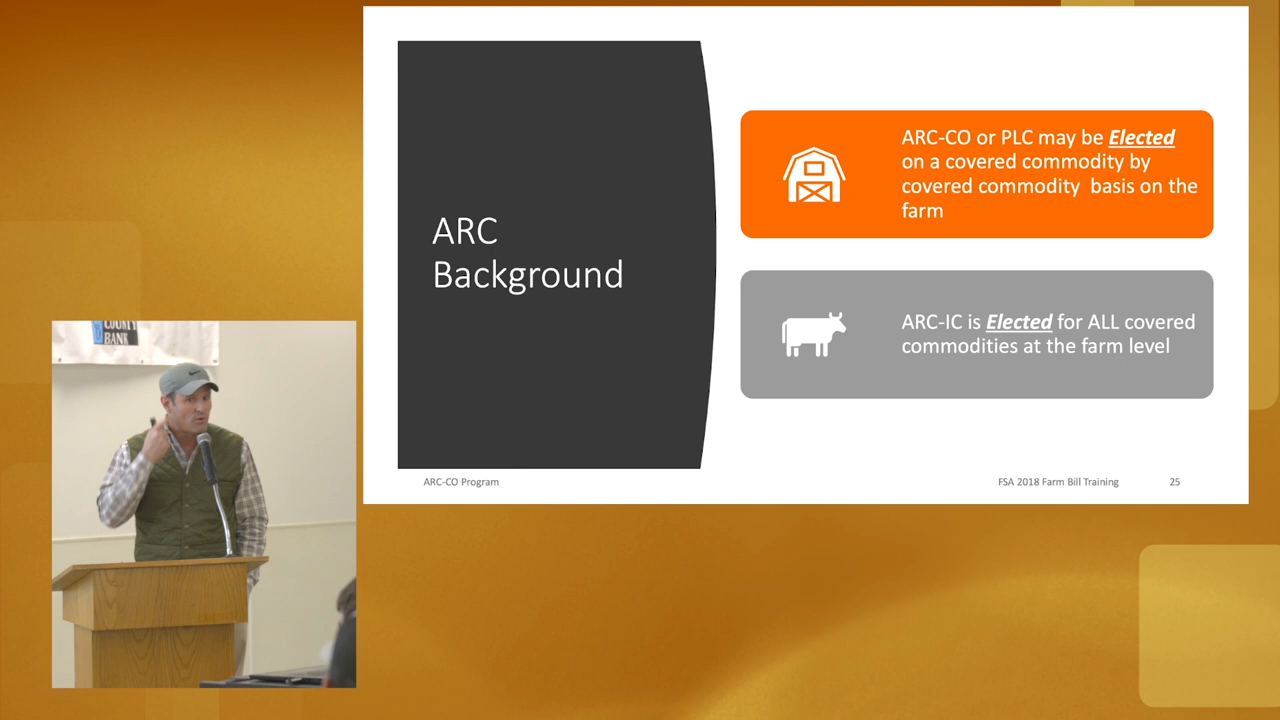 ARC
Background
ARC-CO or PLC may be Elected
on a covered commodity by
covered commodity basis on the
farm
ARC-IC is Elected for ALL covered
commodities at the farm level
ARC-CO Program
FSA 2018 Farm Bill Training
25
COUNTY
BANK